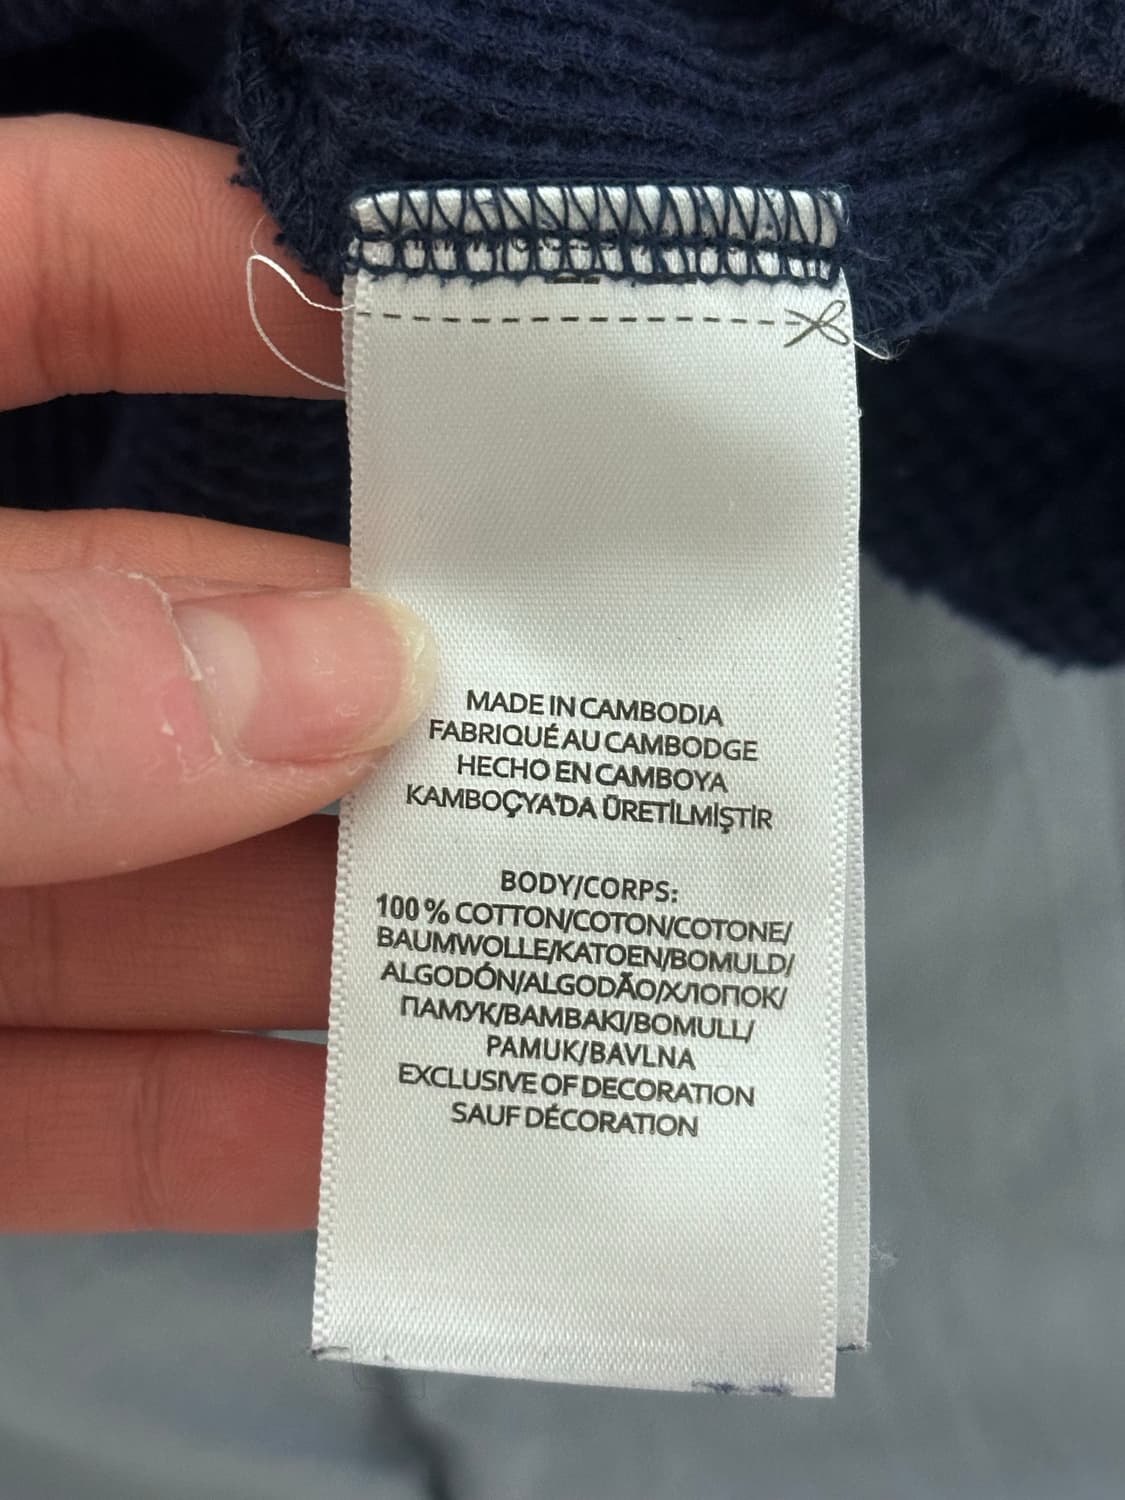 MADE IN CAMBODIA
FABRIQUÉ AU CAMBODGE
HECHO EN CAMBOYA
KAMBOÇYA'DA ÜRETİLMİŞTİR
BODY/CORPS:
100 % COTTON/COTON/COTONE/
BAUMWOLLE/KATOEN/BOMULD/
ALGODÓN/ALGODÃO/ХЛОПОК/
ПАМУК/ΒΑΜΒΑΚΙ/BOMULL/
PAMUK/BAVLNA
EXCLUSIVE OF DECORATION
SAUF DÉCORATION